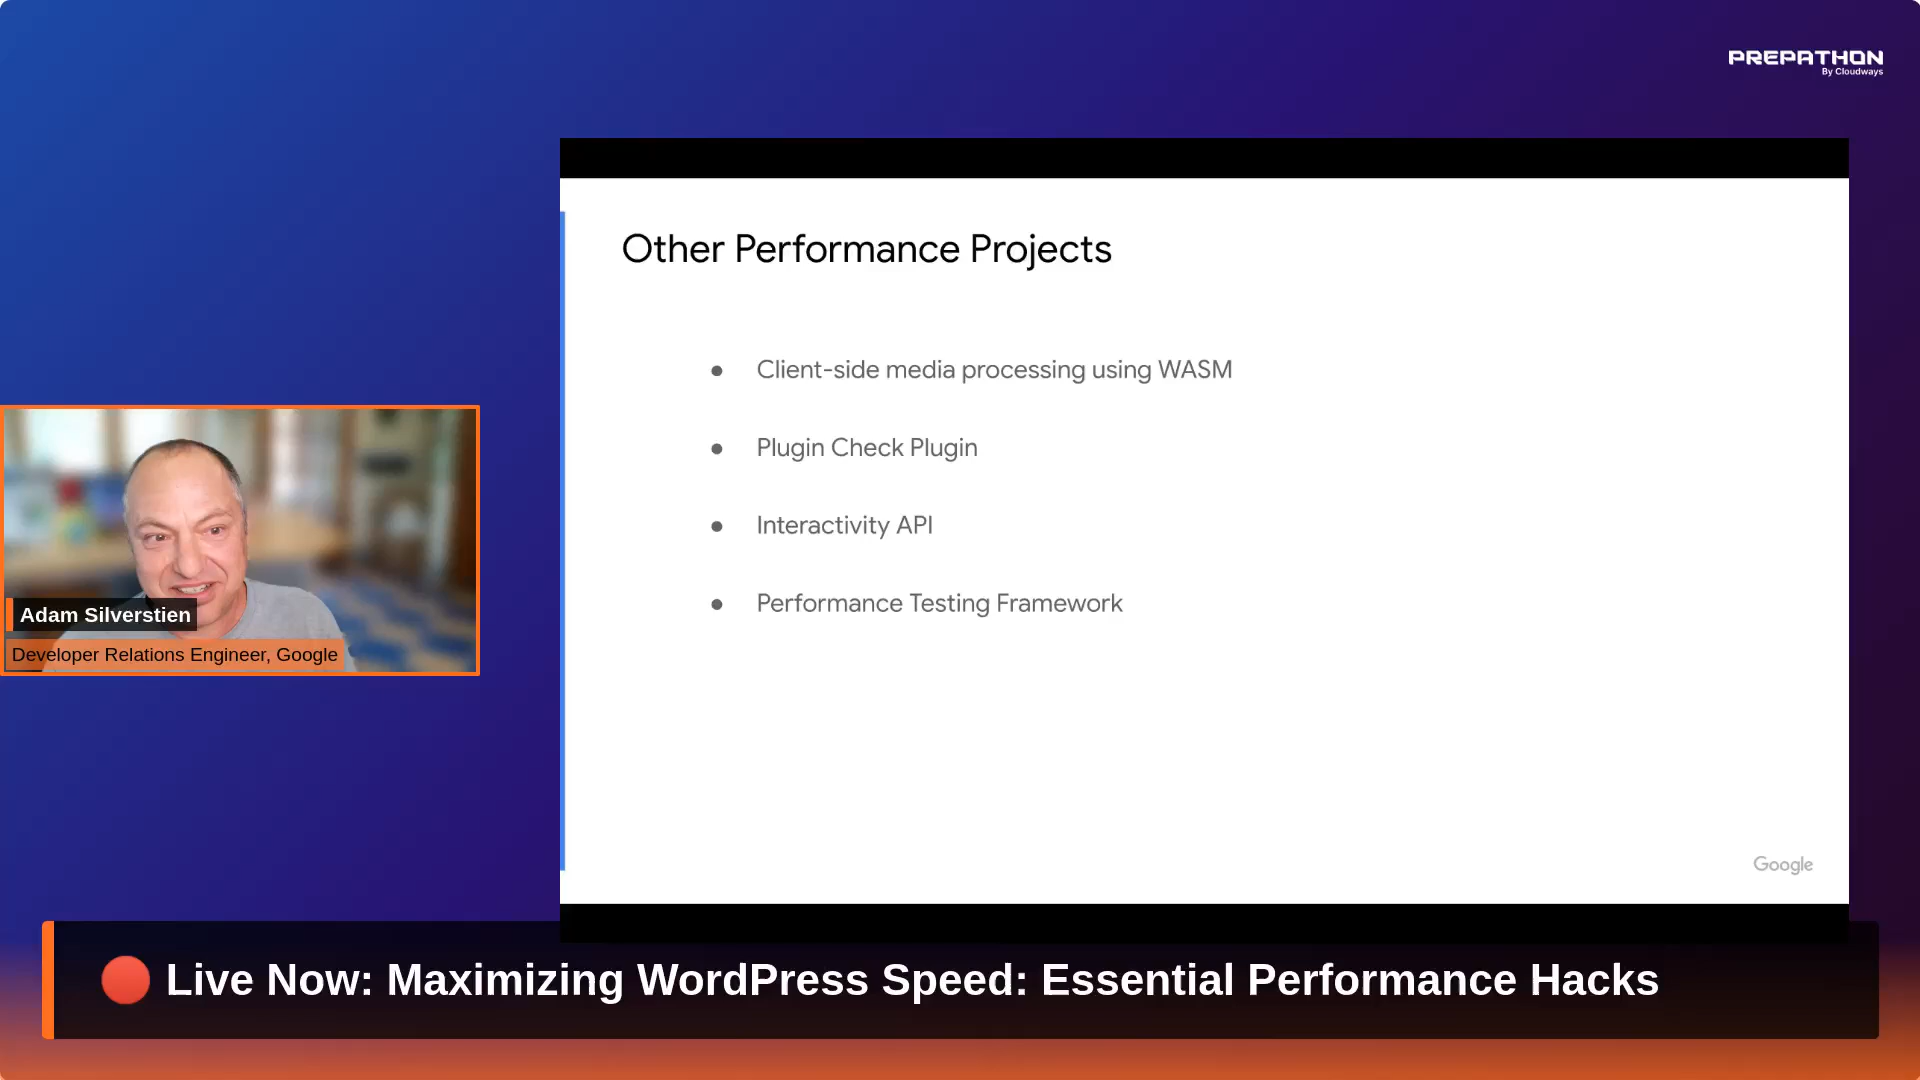 PREPATHON
By Cloudways
Other Performance Projects
● Client-side media processing using WASM
● Plugin Check Plugin
● Interactivity API
● Performance Testing Framework
Google
Adam Silverstien
Developer Relations Engineer, Google
Live Now: Maximizing WordPress Speed: Essential Performance Hacks